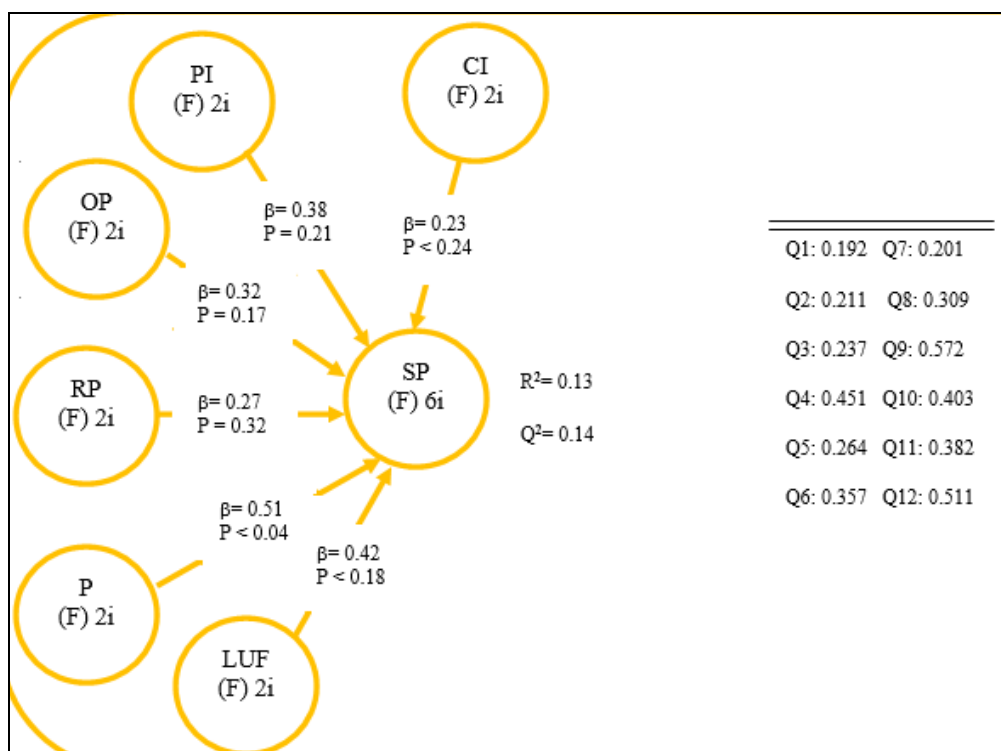 PI
(F) 2i
CI
(F) 2i
OP
(F) 2i
β= 0.38
P = 0.21
β= 0.23
P < 0.24
β= 0.32
P = 0.17
RP
(F) 2i
β= 0.27
P = 0.32
SP
(F) 6i
R²= 0.13
Q²= 0.14
β= 0.51
P < 0.04
β= 0.42
P < 0.18
P
(F) 2i
LUF
(F) 2i
Q1: 0.192 Q7: 0.201
Q2: 0.211 Q8: 0.309
Q3: 0.237 Q9: 0.572
Q4: 0.451 Q10: 0.403
Q5: 0.264 Q11: 0.382
Q6: 0.357 Q12: 0.511